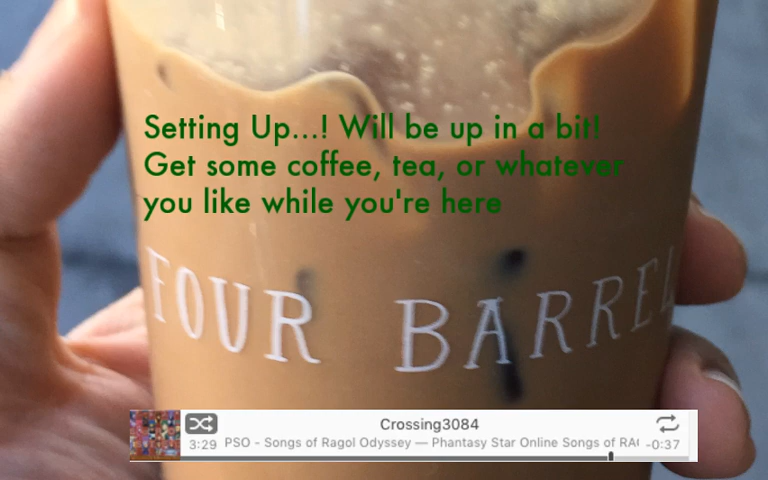 Setting Up...! Will be up in a bit!
Get some coffee, tea, or whatever
you like while you're here
FOUR BARREL
Crossing3084
3:29 PSO - Songs of Ragol Odyssey — Phantasy Star Online Songs of RAG -0:37